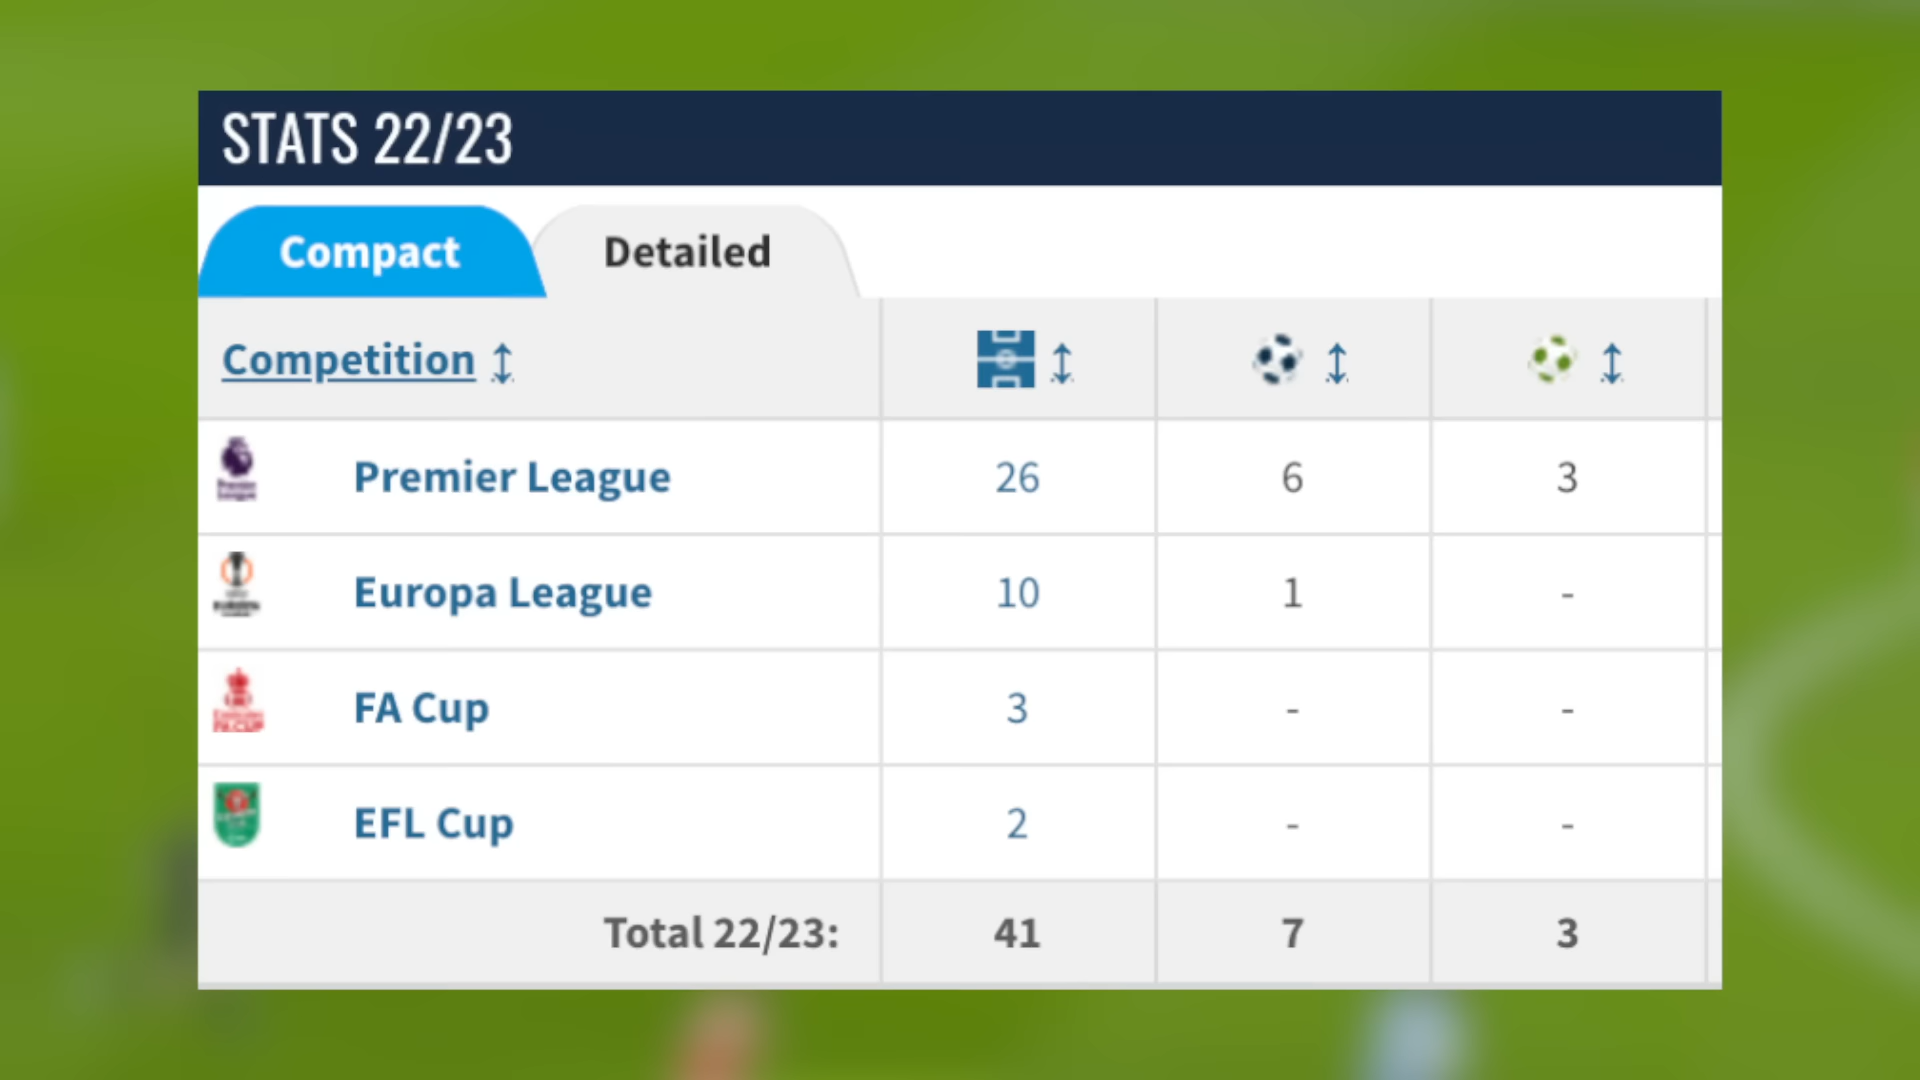 STATS 22/23
Compact Detailed
Competition
Premier League 26 6 3
Europa League 10 1 -
FA Cup 3 - -
EFL Cup 2 - -
Total 22/23: 41 7 3